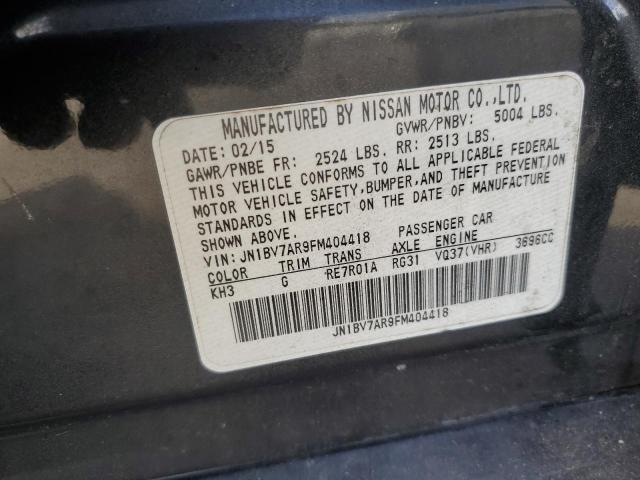 MANUFACTURED BY NISSAN MOTOR CO.,LTD.
DATE: 02/15 GVWR/PNBV: 5004 LBS.
GAWR/PNBE FR: 2524 LBS. RR: 2513 LBS.
THIS VEHICLE CONFORMS TO ALL APPLICABLE FEDERAL
MOTOR VEHICLE SAFETY, BUMPER, AND THEFT PREVENTION
STANDARDS IN EFFECT ON THE DATE OF MANUFACTURE
SHOWN ABOVE.
VIN: JN1BV7AR9FM404418 PASSENGER CAR
COLOR TRIM TRANS AXLE ENGINE
KH3 G RE7R01A RG31 VQ37(VHR) 3696CC
JN1BV7AR9FM404418